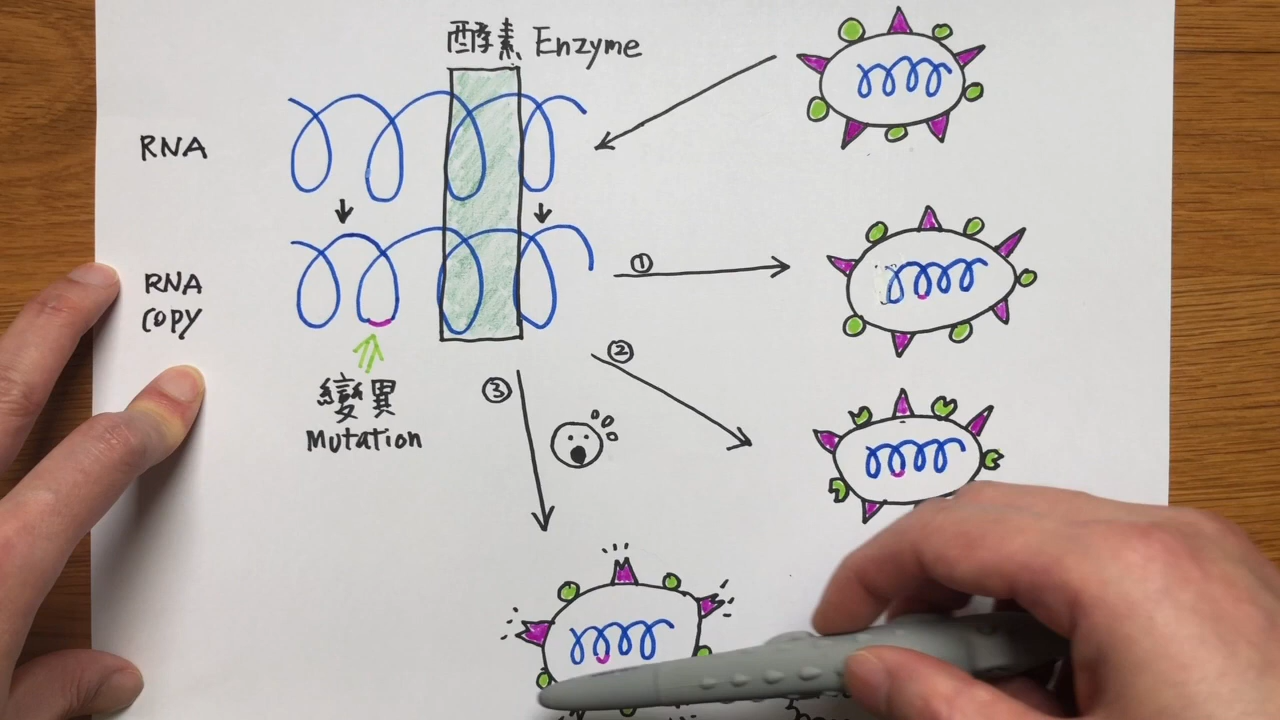 酵素 Enzyme
RNA
RNA
COPY
①
②
③
變異
Mutation